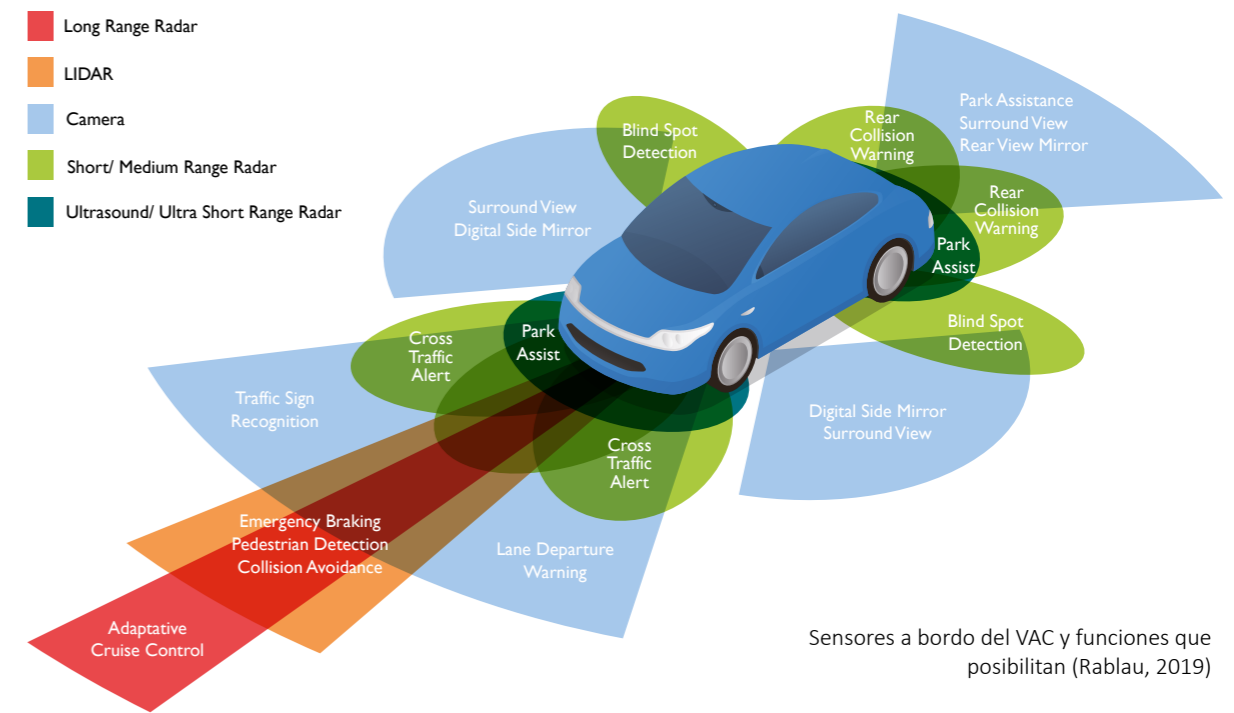 Long Range Radar
LIDAR
Camera
Short/ Medium Range Radar
Ultrasound/ Ultra Short Range Radar
Blind Spot
Detection
Rear
Collision
Warning
Park Assistance
Surround View
Rear View Mirror
Surround View
Digital Side Mirror
Rear
Collision
Warning
Park
Assist
Cross
Traffic
Alert
Park
Assist
Blind Spot
Detection
Traffic Sign
Recognition
Digital Side Mirror
Surround View
Cross
Traffic
Alert
Emergency Braking
Pedestrian Detection
Collision Avoidance
Lane Departure
Warning
Adaptative
Cruise Control
Sensores a bordo del VAC y funciones que
posibilitan (Rablau, 2019)